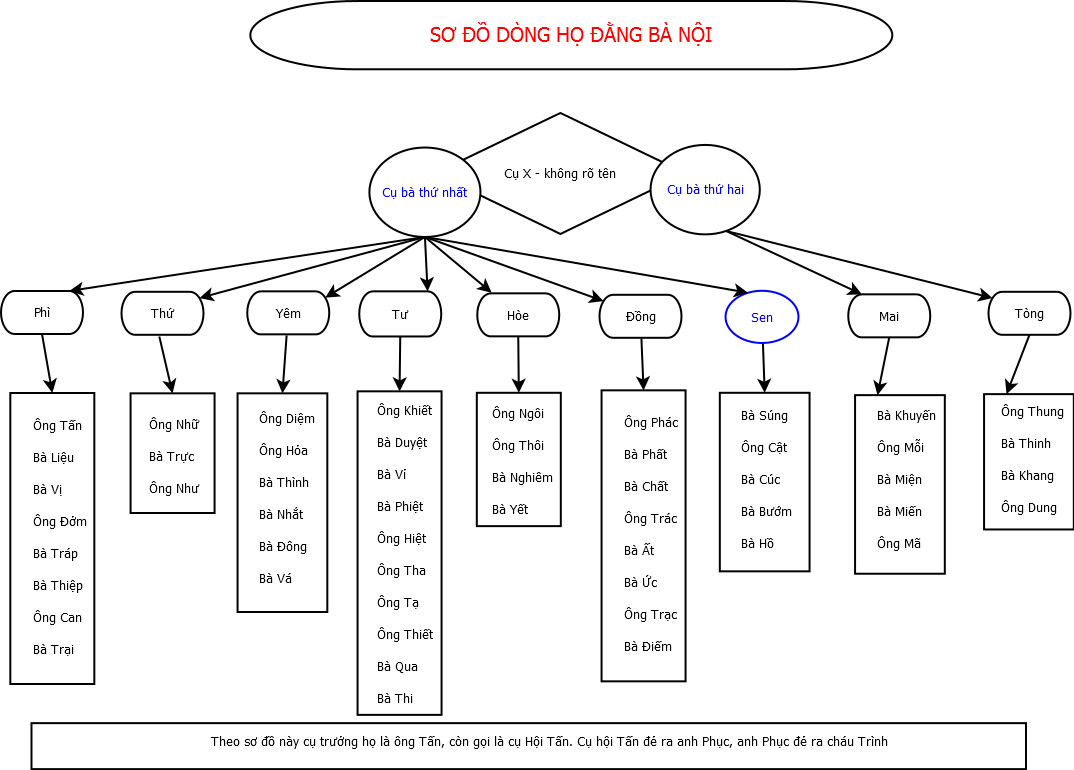 SƠ ĐỒ DÒNG HỌ ĐẰNG BÀ NỘI
Cụ bà thứ nhất
Cụ X - không rõ tên
Cụ bà thứ hai
Phì
Thứ
Yêm
Tư
Hòe
Đồng
Sen
Mai
Tòng
Ông Tấn
Bà Liệu
Bà Vị
Ông Đớm
Bà Tráp
Bà Thiệp
Ông Can
Bà Trại
Ông Nhữ
Bà Trực
Ông Như
Ông Diệm
Ông Hóa
Bà Thình
Bà Nhắt
Bà Đông
Bà Vá
Ông Khiết
Bà Duyệt
Bà Ví
Bà Phiệt
Ông Hiệt
Ông Tha
Ông Tạ
Ông Thiết
Bà Qua
Bà Thi
Ông Ngôi
Ông Thôi
Bà Nghiêm
Bà Yết
Ông Phác
Bà Phất
Bà Chất
Ông Trác
Bà Ất
Bà Ức
Ông Trạc
Bà Điếm
Bà Súng
Ông Cật
Bà Cúc
Bà Bướm
Bà Hồ
Bà Khuyến
Ông Mỗi
Bà Miện
Bà Miến
Ông Mã
Ông Thung
Bà Thinh
Bà Khang
Ông Dung
Theo sơ đồ này cụ trưởng họ là ông Tấn, còn gọi là cụ Hội Tấn. Cụ hội Tấn đẻ ra anh Phục, anh Phục đẻ ra cháu Trình